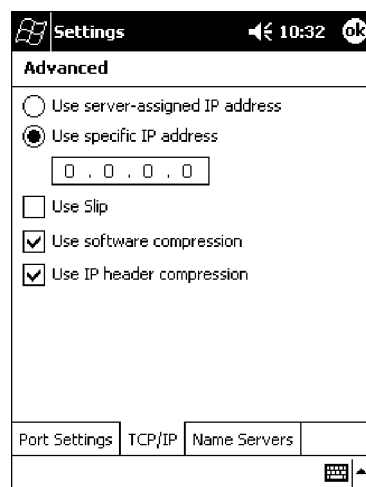 Settings 10:32 ok
Advanced
Use server-assigned IP address
Use specific IP address
0 . 0 . 0 . 0
Use Slip
Use software compression
Use IP header compression
Port Settings TCP/IP Name Servers